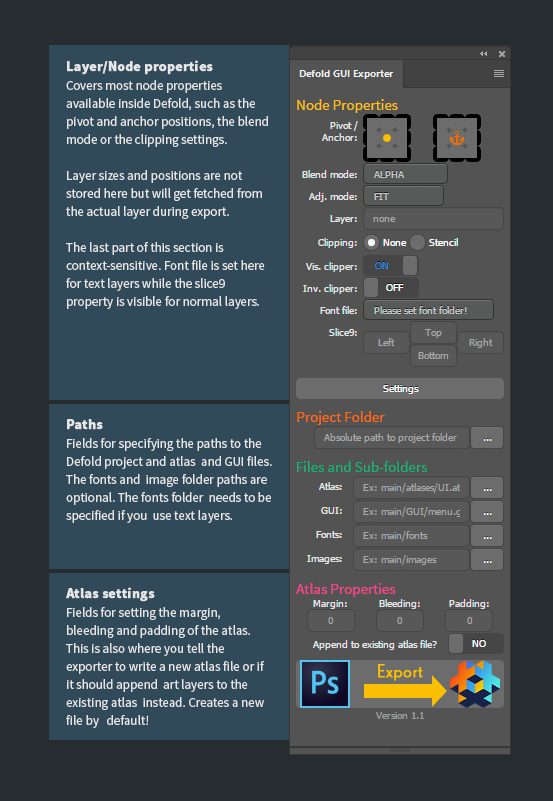 Layer/Node properties
Covers most node properties
available inside Defold, such as the
pivot and anchor positions, the blend
mode or the clipping settings.
Layer sizes and positions are not
stored here but will get fetched from
the actual layer during export.
The last part of this section is
context-sensitive. Font file is set here
for text layers while the slice9
property is visible for normal layers.
Paths
Fields for specifying the paths to the
Defold project and atlas and GUI files.
The fonts and image folder paths are
optional. The fonts folder needs to be
specified if you use text layers.
Atlas settings
Fields for setting the margin,
bleeding and padding of the atlas.
This is also where you tell the
exporter to write a new atlas file or if
it should append art layers to the
existing atlas instead. Creates a new
file by default!
Defold GUI Exporter
Node Properties
Pivot /
Anchor:
Blend mode: ALPHA
Adj. mode: FIT
Layer: none
Clipping: None Stencil
Vis. clipper: ON
Inv. clipper: OFF
Font file: Please set font folder!
Slice9: Left Top Right
Bottom
Settings
Project Folder
Absolute path to project folder ...
Files and Sub-folders
Atlas: Ex: main/atlases/UI.at ...
GUI: Ex: main/GUI/menu.g ...
Fonts: Ex: main/fonts ...
Images: Ex: main/images ...
Atlas Properties
Margin: Bleeding: Padding:
0 0 0
Append to existing atlas file? NO
Ps Export
Version 1.1